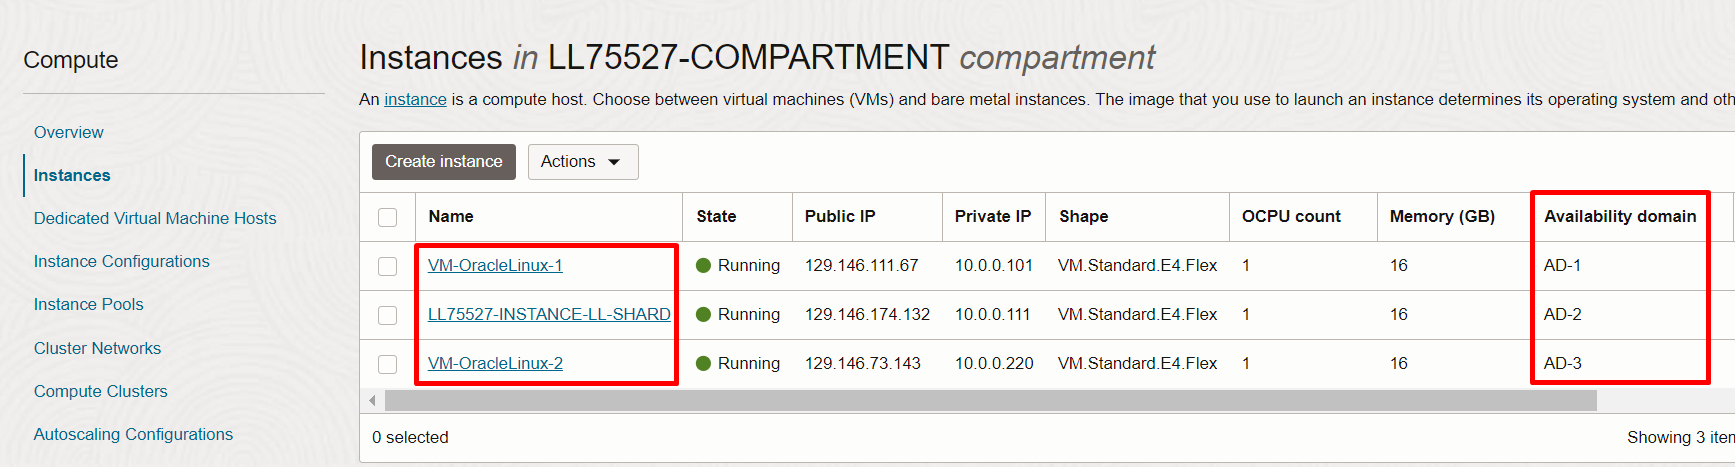 Compute
Overview
Instances
Dedicated Virtual Machine Hosts
Instance Configurations
Instance Pools
Cluster Networks
Compute Clusters
Autoscaling Configurations
Instances in LL75527-COMPARTMENT compartment
An instance is a compute host. Choose between virtual machines (VMs) and bare metal instances. The image that you use to launch an instance determines its operating system and
Create instance Actions
Name State Public IP Private IP Shape OCPU count Memory (GB) Availability domain
VM-OracleLinux-1 Running 129.146.111.67 10.0.0.101 VM.Standard.E4.Flex 1 16 AD-1
LL75527-INSTANCE-LL-SHARD Running 129.146.174.132 10.0.0.111 VM.Standard.E4.Flex 1 16 AD-2
VM-OracleLinux-2 Running 129.146.73.143 10.0.0.220 VM.Standard.E4.Flex 1 16 AD-3
0 selected Showing 3